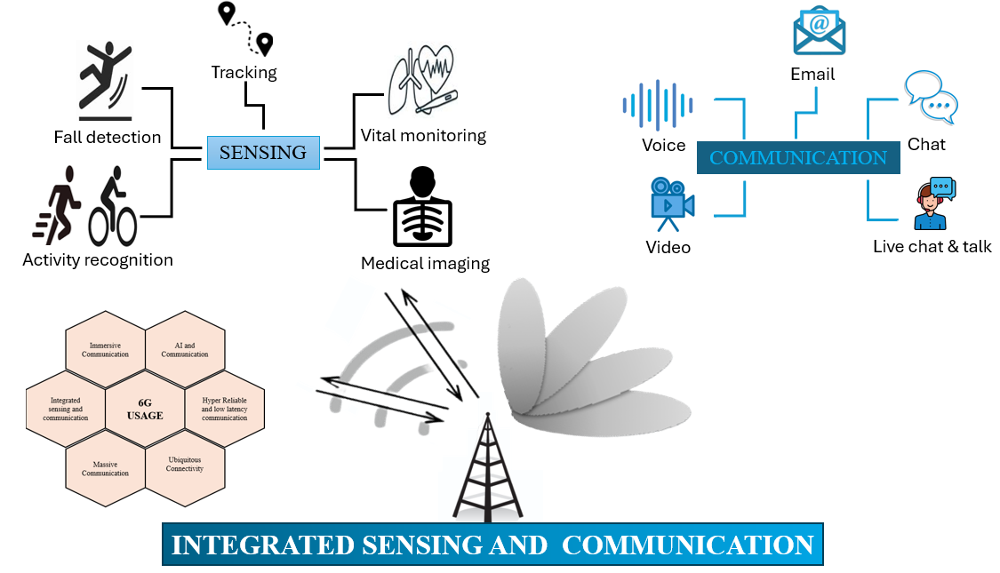 Tracking
Fall detection
Vital monitoring
SENSING
Activity recognition
Medical imaging
@
Email
Voice
Chat
COMMUNICATION
Video
Live chat & talk
Immersive
Communication
AI and
Communication
Integrated
sensing and
communication
6G
USAGE
Hyper Reliable
and low latency
communication
Massive
Communication
Ubiquitous
Connectivity
INTEGRATED SENSING AND COMMUNICATION